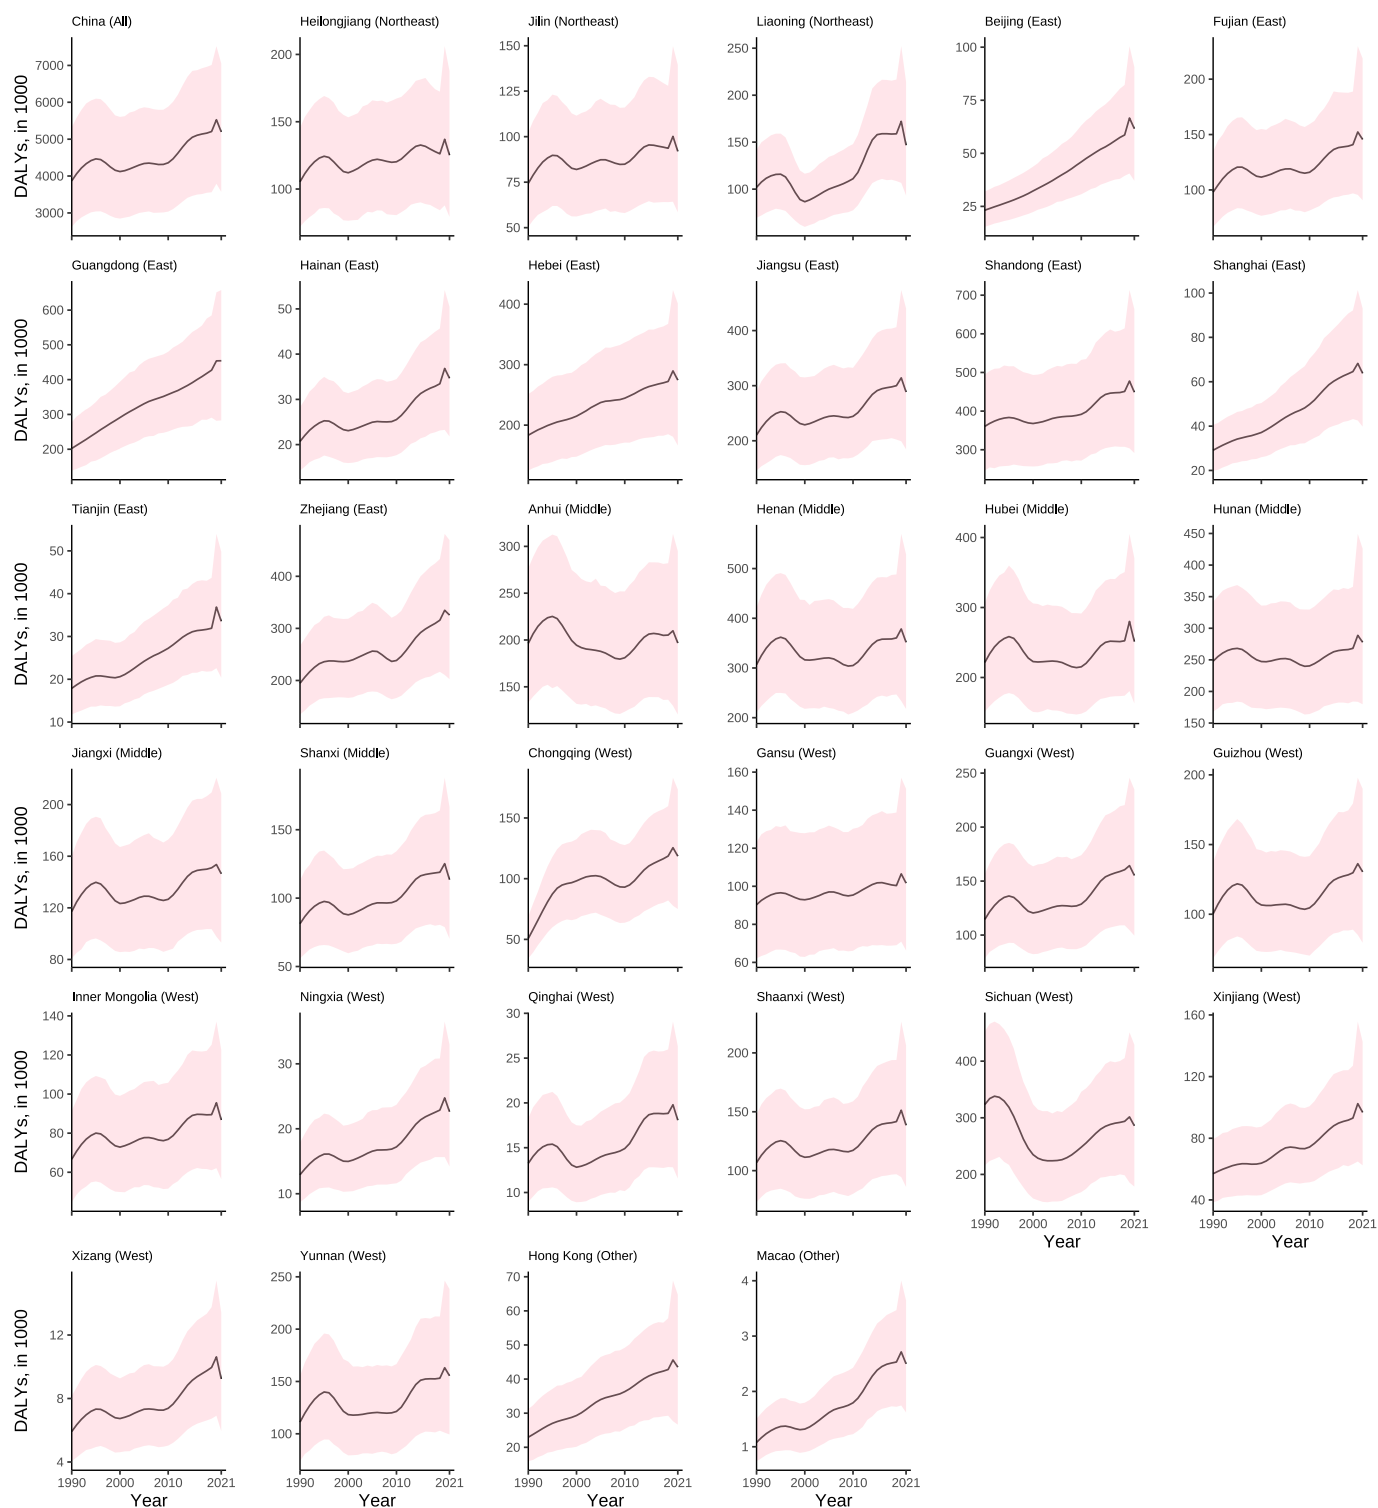 China (All) Heilongjiang (Northeast) Jilin (Northeast) Liaoning (Northeast) Beijing (East) Fujian (East)
DALYs, in 1000
7000 6000 5000 4000 3000
200 150 100
150 125 100 75 50
250 200 150 100
100 75 50 25
200 150 100
Guangdong (East) Hainan (East) Hebei (East) Jiangsu (East) Shandong (East) Shanghai (East)
DALYs, in 1000
600 500 400 300 200
50 40 30 20
400 300 200
400 300 200
700 600 500 400 300
100 80 60 40 20
Tianjin (East) Zhejiang (East) Anhui (Middle) Henan (Middle) Hubei (Middle) Hunan (Middle)
DALYs, in 1000
50 40 30 20 10
400 300 200
300 250 200 150
500 400 300 200
400 300 200
450 400 350 300 250 200 150
Jiangxi (Middle) Shanxi (Middle) Chongqing (West) Gansu (West) Guangxi (West) Guizhou (West)
DALYs, in 1000
200 160 120 80
150 100 50
150 100 50
160 140 120 100 80 60
250 200 150 100
200 150 100
Inner Mongolia (West) Ningxia (West) Qinghai (West) Shaanxi (West) Sichuan (West) Xinjiang (West)
DALYs, in 1000
140 120 100 80 60
30 20 10
30 25 20 15 10
200 150 100
400 300 200
160 120 80 40
1990 2000 2010 2021 1990 2000 2010 2021
Year Year
Xizang (West) Yunnan (West) Hong Kong (Other) Macao (Other)
DALYs, in 1000
12 8 4
250 200 150 100
70 60 50 40 30 20
4 3 2 1
1990 2000 2010 2021 1990 2000 2010 2021 1990 2000 2010 2021 1990 2000 2010 2021
Year Year Year Year